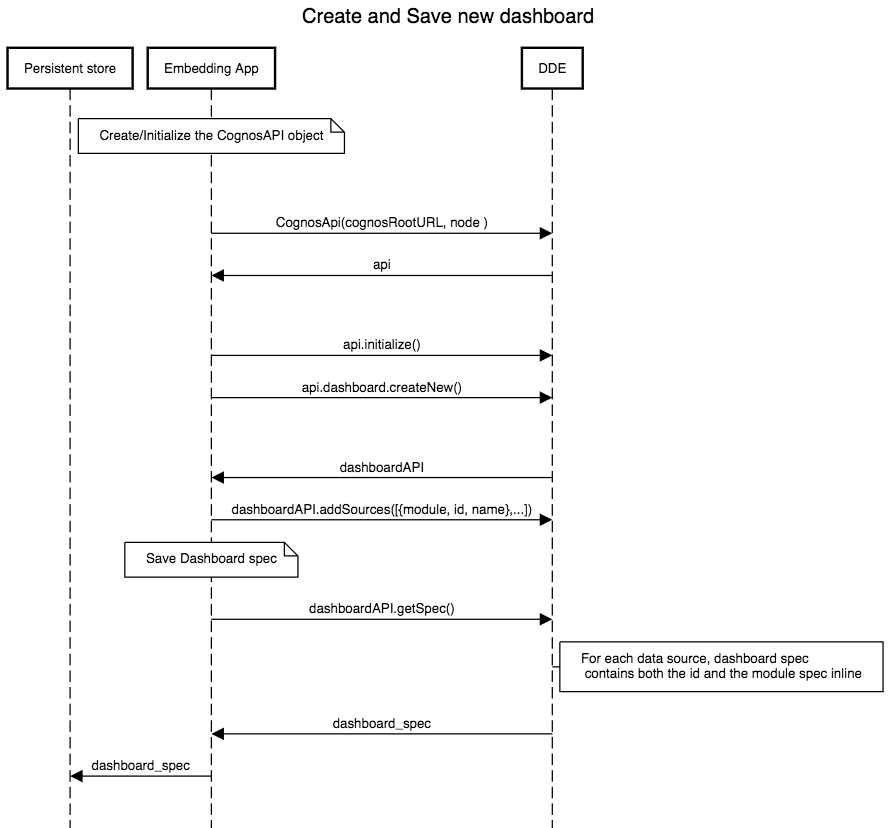 Create and Save new dashboard
Persistent store
Embedding App
DDE
Create/Initialize the CognosAPI object
CognosApi(cognosRootURL, node )
api
api.initialize()
api.dashboard.createNew()
dashboardAPI
dashboardAPI.addSources([{module, id, name},...])
Save Dashboard spec
dashboardAPI.getSpec()
For each data source, dashboard spec
contains both the id and the module spec inline
dashboard_spec
dashboard_spec